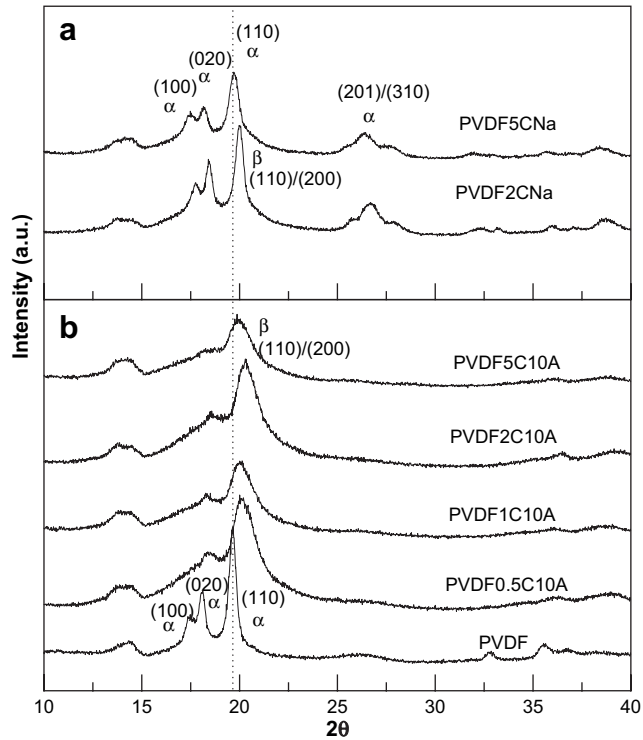 a
(110)
α
(020)
α
(100)
α
(201)/(310)
α
PVDF5CNa
β
(110)/(200)
PVDF2CNa
Intensity (a.u.)
b
β
(110)/(200)
PVDF5C10A
PVDF2C10A
PVDF1C10A
PVDF0.5C10A
(020)
α
(100)
α
(110)
α
PVDF
10 15 20 25 30 35 40
2θ